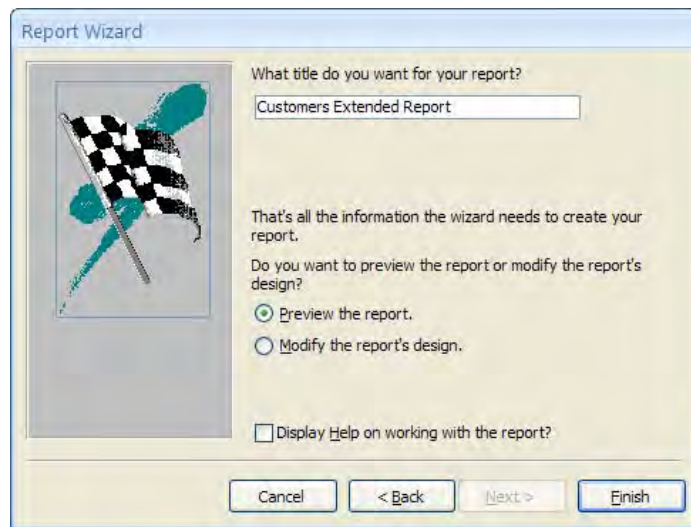 Report Wizard
What title do you want for your report?
Customers Extended Report
That's all the information the wizard needs to create your
report.
Do you want to preview the report or modify the report's
design?
Preview the report.
Modify the report's design.
Display Help on working with the report?
Cancel
< Back
Next >
Finish